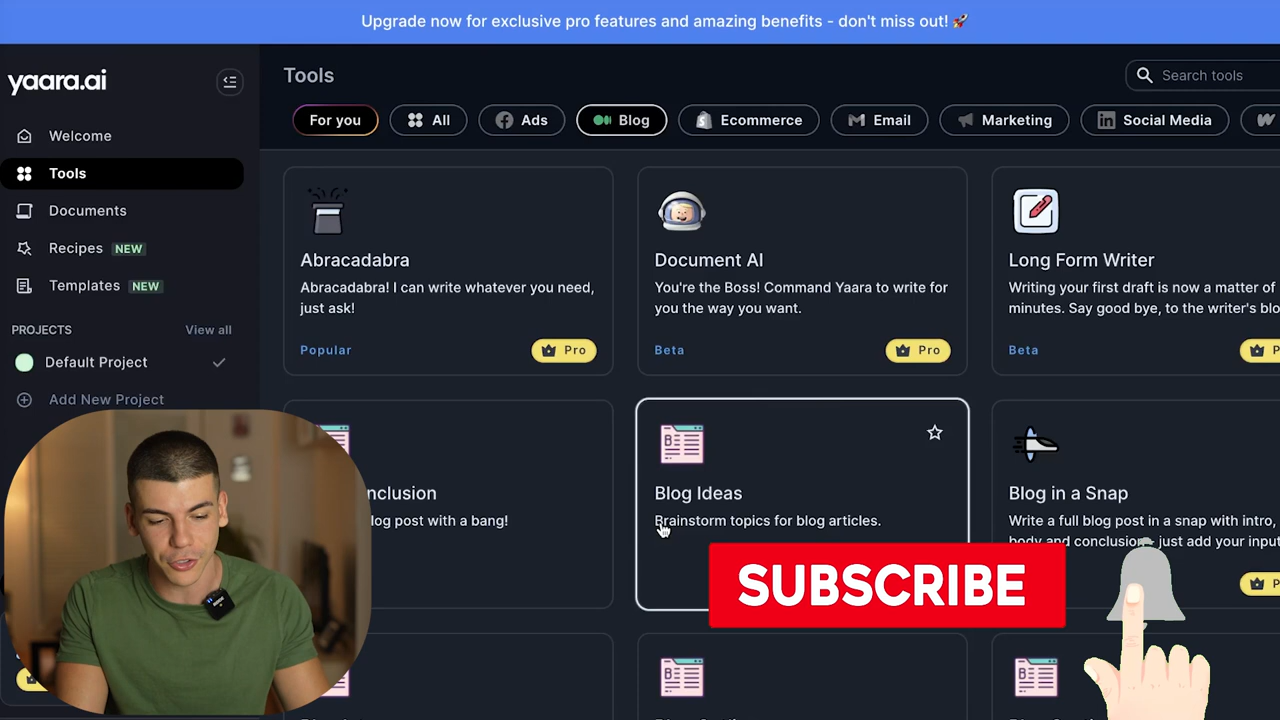 Upgrade now for exclusive pro features and amazing benefits - don't miss out! 🚀
yaara.ai
Welcome
Tools
Documents
Recipes NEW
Templates NEW
PROJECTS View all
Default Project
Add New Project
Tools
Search tools
For you
All
Ads
Blog
Ecommerce
Email
Marketing
Social Media
Abracadabra
Abracadabra! I can write whatever you need,
just ask!
Popular
Pro
Document AI
You're the Boss! Command Yaara to write for
you the way you want.
Beta
Pro
Long Form Writer
Writing your first draft is now a matter of
minutes. Say good bye, to the writer's
Beta
nclusion
log post with a bang!
Blog Ideas
Brainstorm topics for blog articles.
Blog in a Snap
Write a full blog post in a snap with intro,
body and conclusion - just add your input
SUBSCRIBE